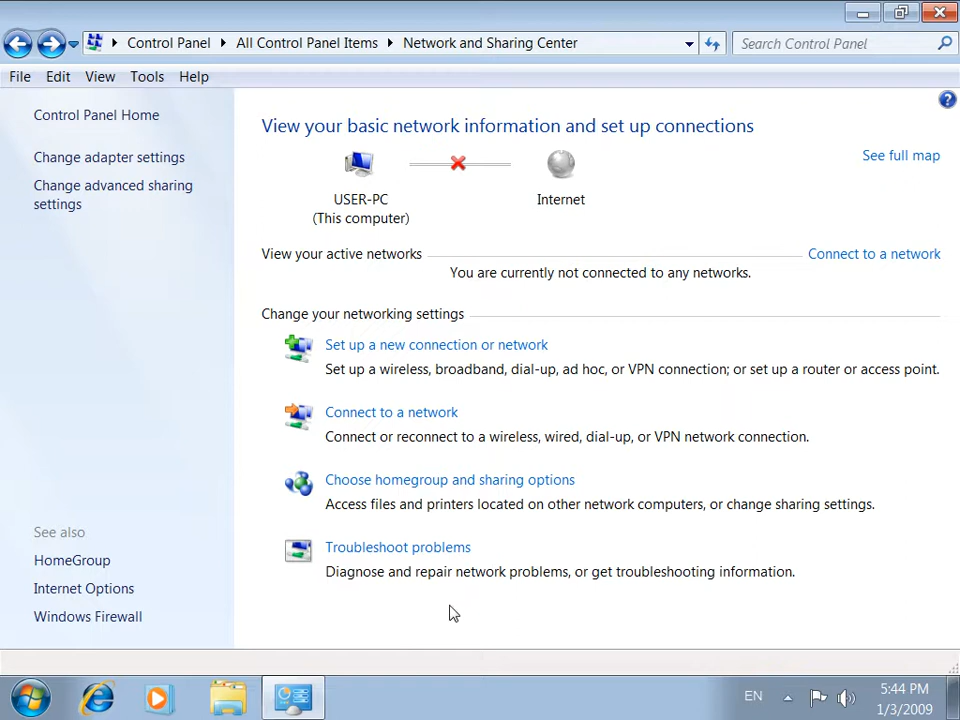 Control Panel
All Control Panel Items
Network and Sharing Center
Search Control Panel
File Edit View Tools Help
Control Panel Home
Change adapter settings
Change advanced sharing
settings
View your basic network information and set up connections
See full map
USER-PC
(This computer)
Internet
View your active networks
Connect to a network
You are currently not connected to any networks.
Change your networking settings
Set up a new connection or network
Set up a wireless, broadband, dial-up, ad hoc, or VPN connection; or set up a router or access point.
Connect to a network
Connect or reconnect to a wireless, wired, dial-up, or VPN network connection.
Choose homegroup and sharing options
Access files and printers located on other network computers, or change sharing settings.
Troubleshoot problems
Diagnose and repair network problems, or get troubleshooting information.
See also
HomeGroup
Internet Options
Windows Firewall
EN
5:44 PM
1/3/2009